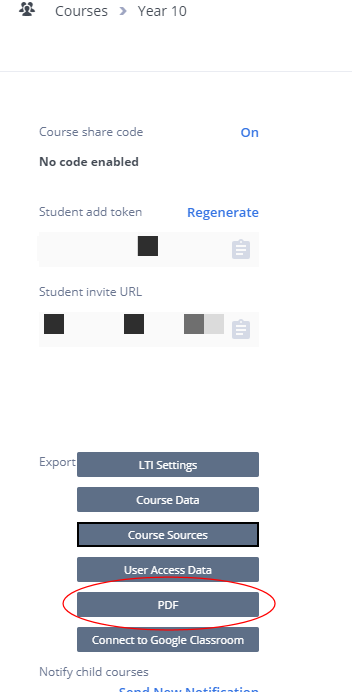 Courses > Year 10
Course share code On
No code enabled
Student add token Regenerate
Student invite URL
Export LTI Settings
Course Data
Course Sources
User Access Data
PDF
Connect to Google Classroom
Notify child courses
Send New Notification